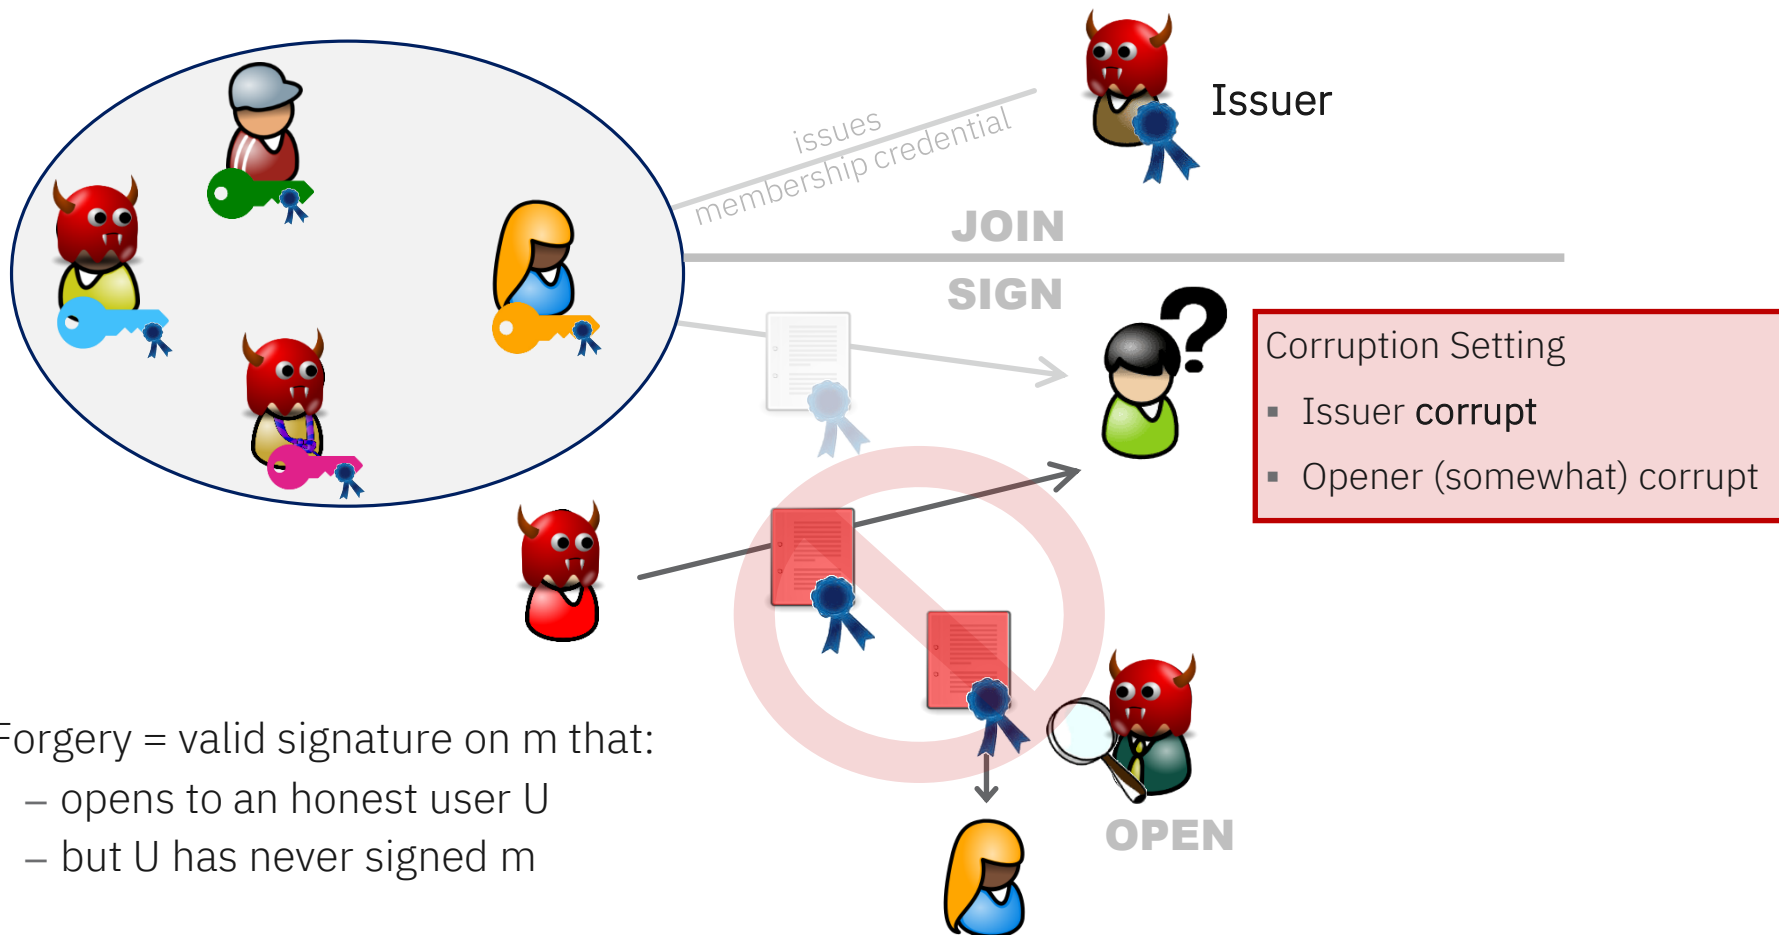 issues
membership credential
Issuer
JOIN
SIGN
?
Corruption Setting
▪ Issuer corrupt
▪ Opener (somewhat) corrupt
Forgery = valid signature on m that:
– opens to an honest user U
– but U has never signed m
OPEN